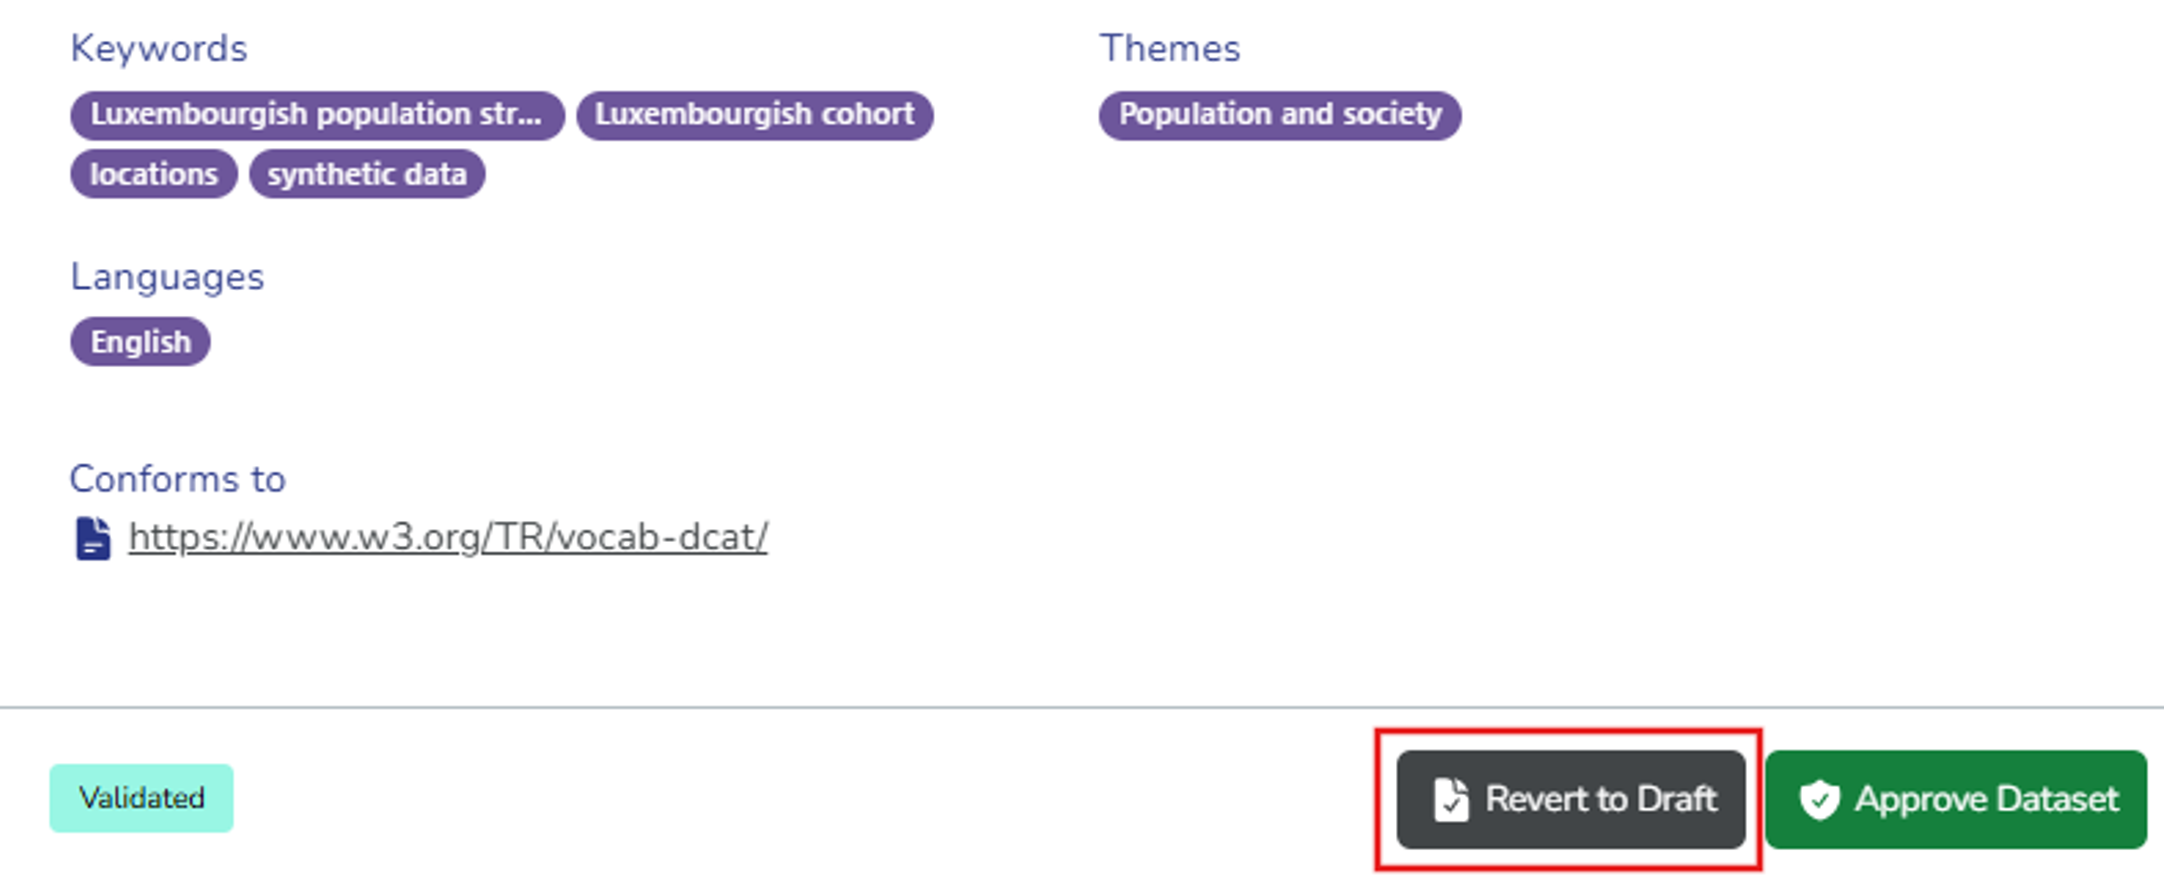 Keywords
Luxembourgish population str...
Luxembourgish cohort
locations
synthetic data
Themes
Population and society
Languages
English
Conforms to
https://www.w3.org/TR/vocab-dcat/
Validated
Revert to Draft
Approve Dataset